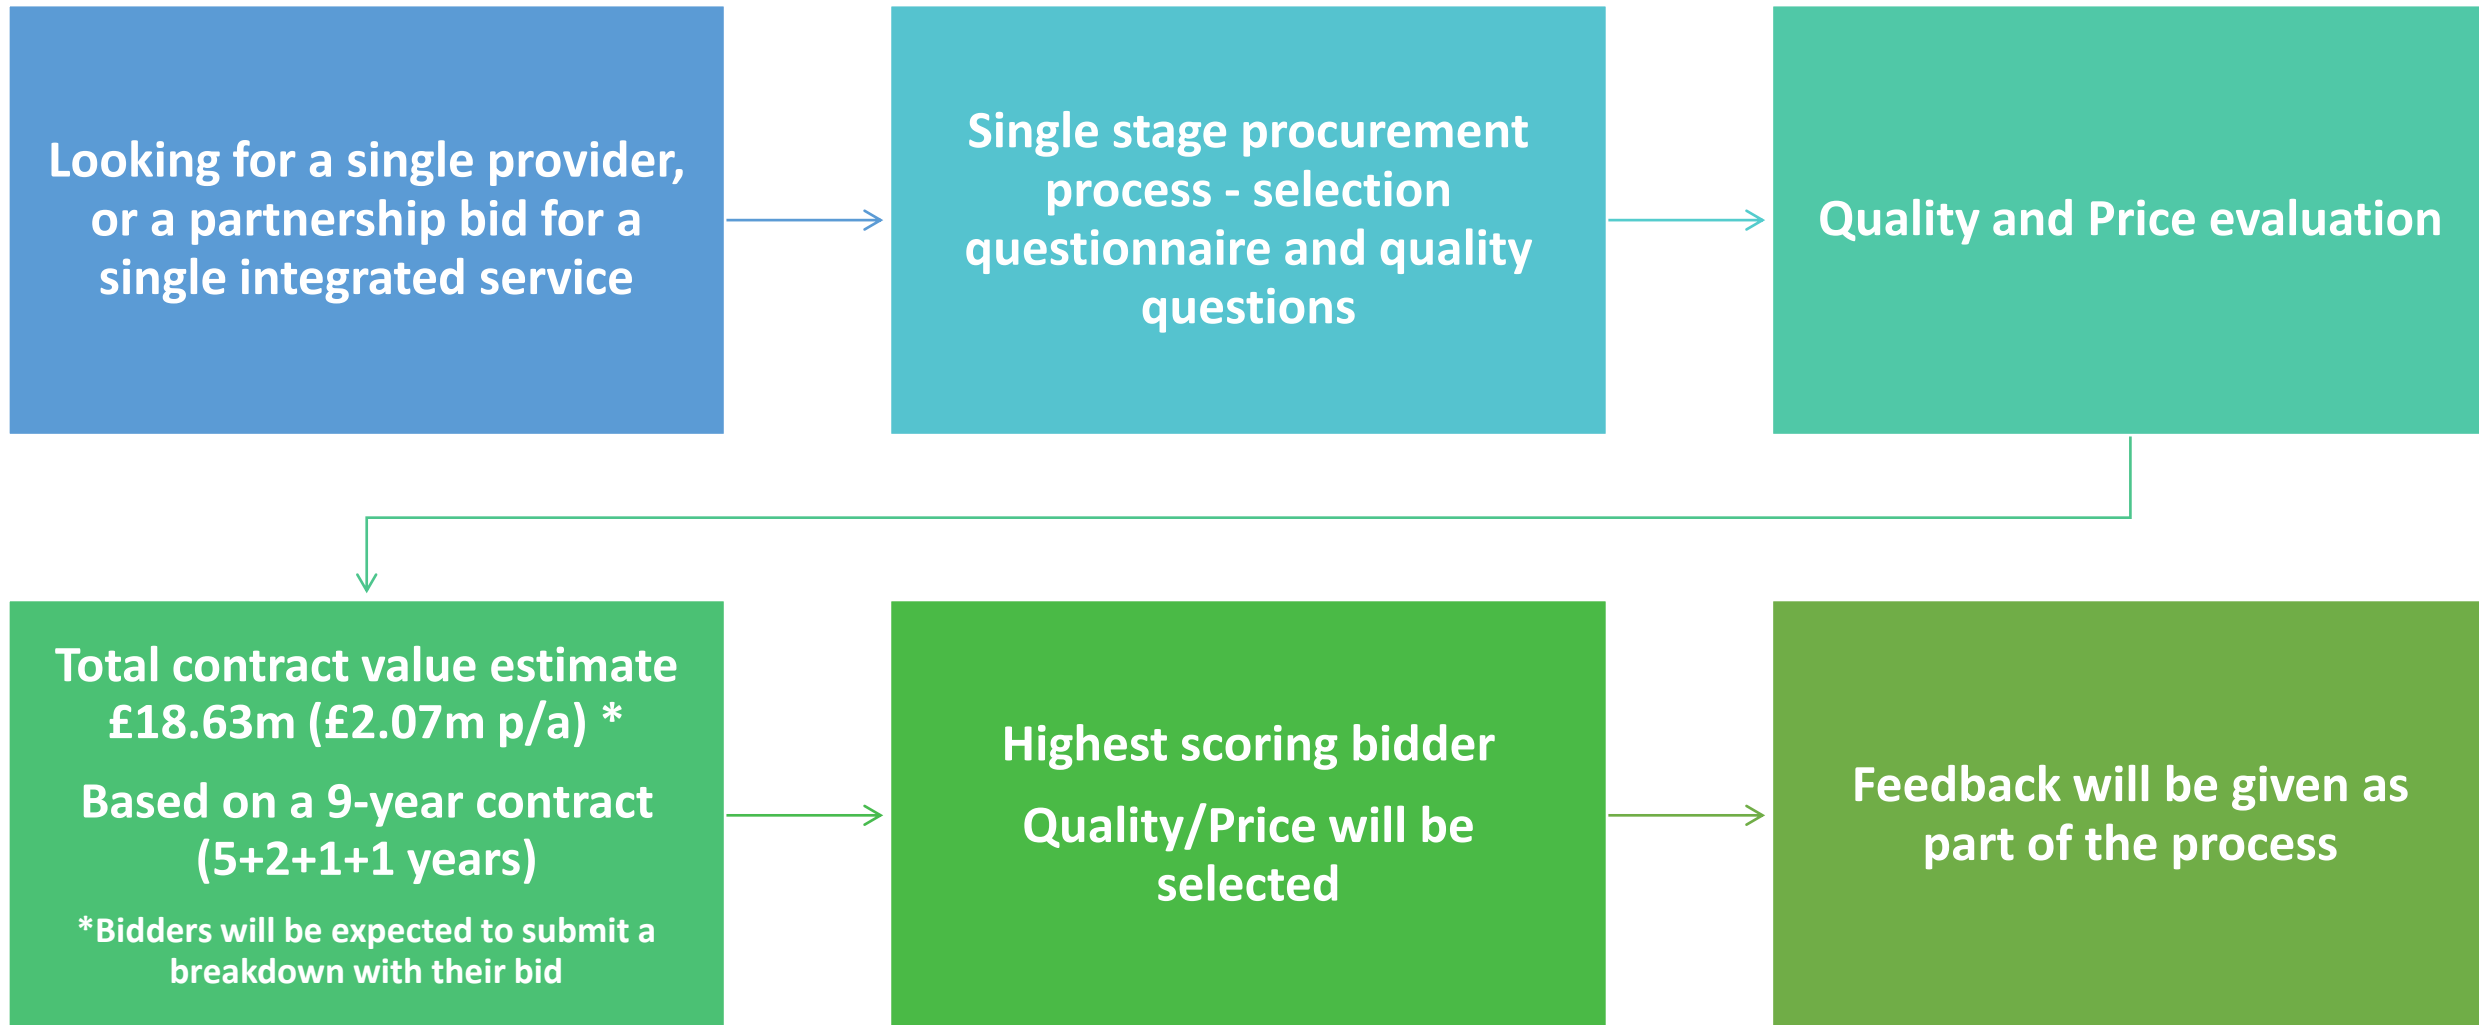 Looking for a single provider,
or a partnership bid for a
single integrated service
Single stage procurement
process - selection
questionnaire and quality
questions
Quality and Price evaluation
Total contract value estimate
£18.63m (£2.07m p/a) *
Based on a 9-year contract
(5+2+1+1 years)
*Bidders will be expected to submit a
breakdown with their bid
Highest scoring bidder
Quality/Price will be
selected
Feedback will be given as
part of the process